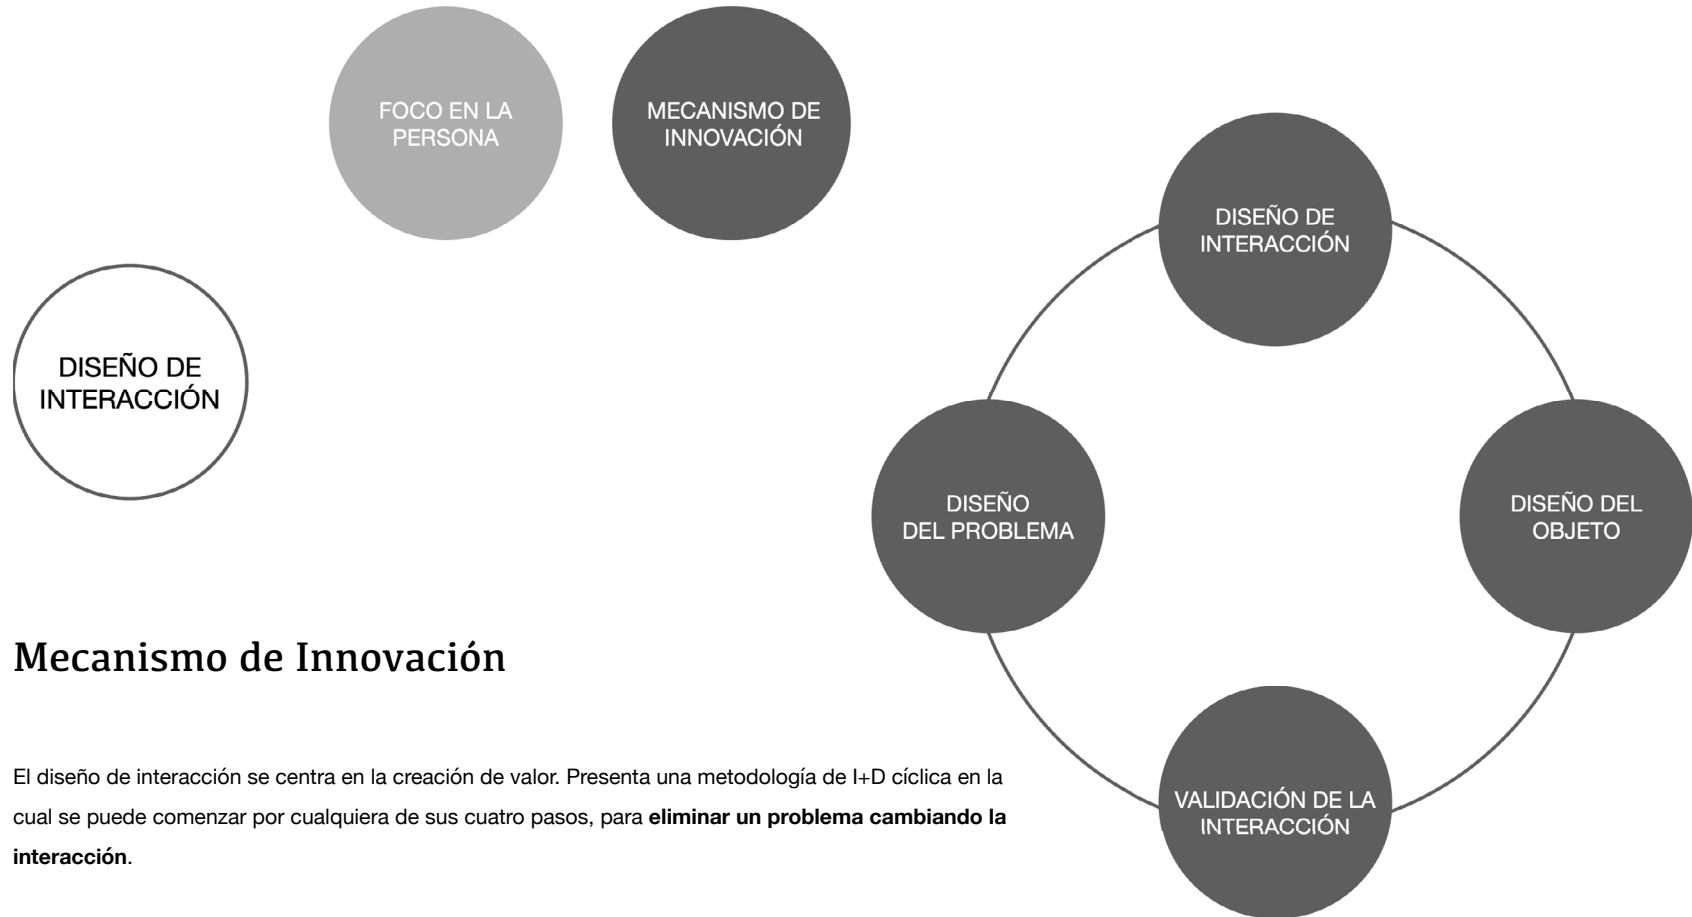 FOCO EN LA
PERSONA
MECANISMO DE
INNOVACIÓN
DISEÑO DE
INTERACCIÓN
DISEÑO DE
INTERACCIÓN
DISEÑO
DEL PROBLEMA
DISEÑO DEL
OBJETO
VALIDACIÓN DE LA
INTERACCIÓN
Mecanismo de Innovación
El diseño de interacción se centra en la creación de valor. Presenta una metodología de I+D cíclica en la
cual se puede comenzar por cualquiera de sus cuatro pasos, para eliminar un problema cambiando la
interacción.